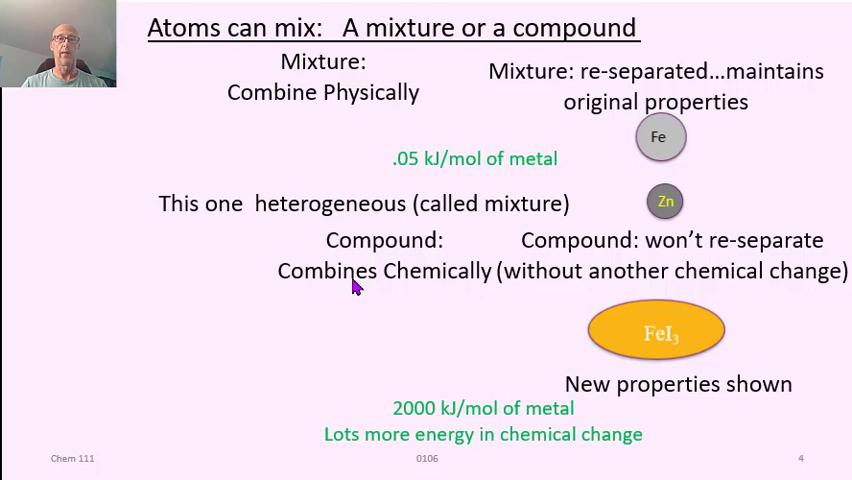 Atoms can mix: A mixture or a compound
Mixture:
Combine Physically
Mixture: re-separated...maintains
original properties
Fe
.05 kJ/mol of metal
This one heterogeneous (called mixture)
Zn
Compound:
Combines Chemically
Compound: won't re-separate
(without another chemical change)
FeI₃
New properties shown
2000 kJ/mol of metal
Lots more energy in chemical change
Chem 111
0106
4